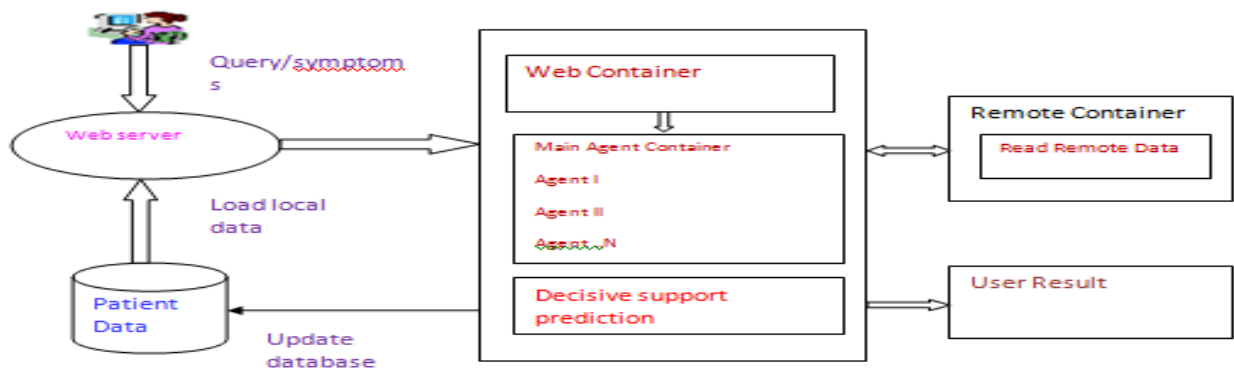 Query/symptom
s
Web server
Load local
data
Patient
Data
Update
database
Web Container
Main Agent Container
Agent I
Agent II
Agent ..N
Decisive support
prediction
Remote Container
Read Remote Data
User Result